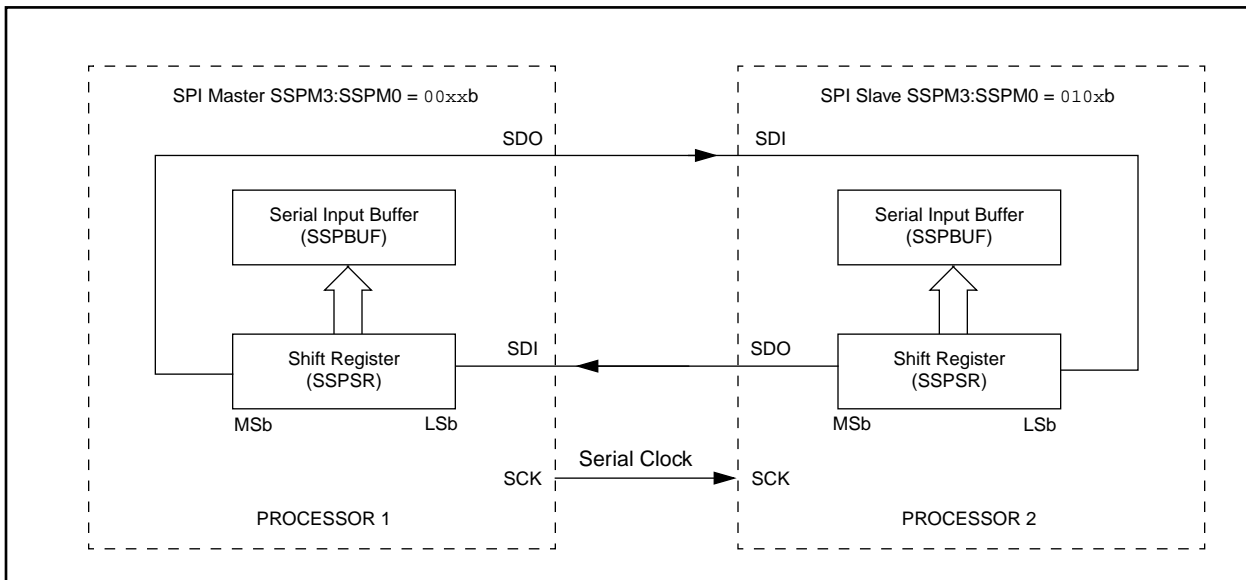 SPI Master SSPM3:SSPM0 = 00xxb
SPI Slave SSPM3:SSPM0 = 010xb
SDO
SDI
Serial Input Buffer
(SSPBUF)
Serial Input Buffer
(SSPBUF)
SDI
SDO
Shift Register
(SSPSR)
Shift Register
(SSPSR)
MSb
LSb
MSb
LSb
Serial Clock
SCK
SCK
PROCESSOR 1
PROCESSOR 2